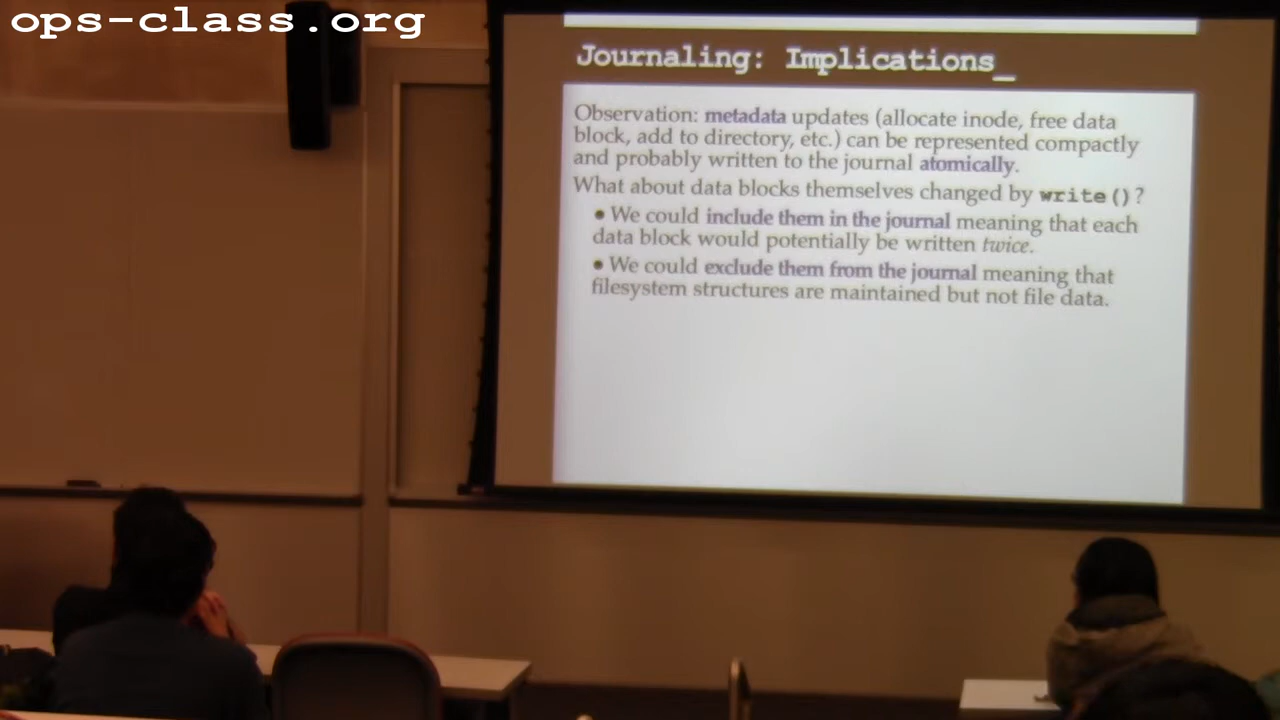 ops-class.org
Journaling: Implications_
Observation: metadata updates (allocate inode, free data
block, add to directory, etc.) can be represented compactly
and probably written to the journal atomically.
What about data blocks themselves changed by write()?
• We could include them in the journal meaning that each
data block would potentially be written twice.
• We could exclude them from the journal meaning that
filesystem structures are maintained but not file data.